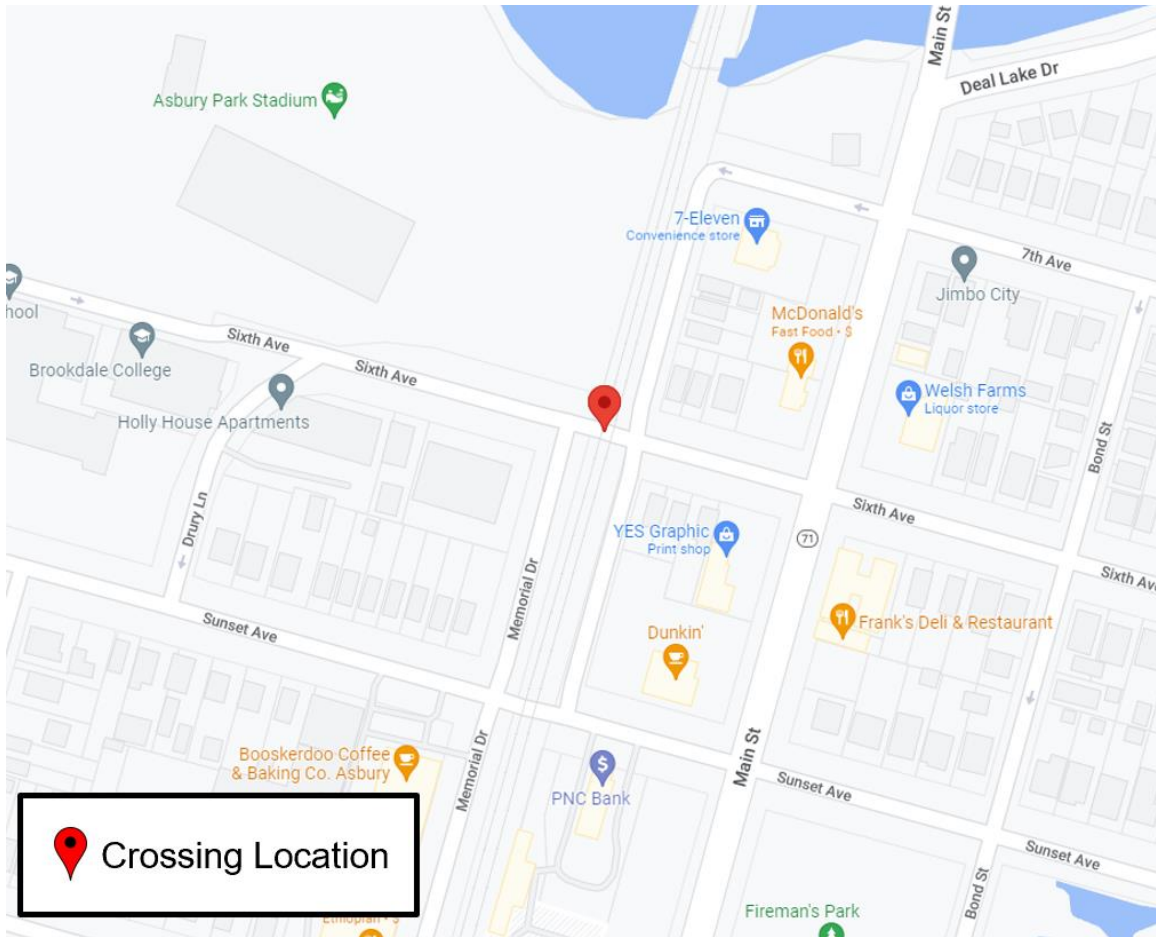 Main St
Deal Lake Dr
Asbury Park Stadium
7-Eleven
Convenience store
7th Ave
Jimbo City
McDonald's
Fast Food • $
hool
Sixth Ave
Brookdale College
Sixth Ave
Holly House Apartments
Welsh Farms
Liquor store
Bond St
Sixth Ave
Drury Ln
YES Graphic
Print shop
71
Sixth Av
Memorial Dr
Sunset Ave
Dunkin'
Frank's Deli & Restaurant
Booskerdoo Coffee
& Baking Co. Asbury
Memorial Dr
PNC Bank
Main St
Sunset Ave
Crossing Location
Sunset Ave
Bond St
Fireman's Park